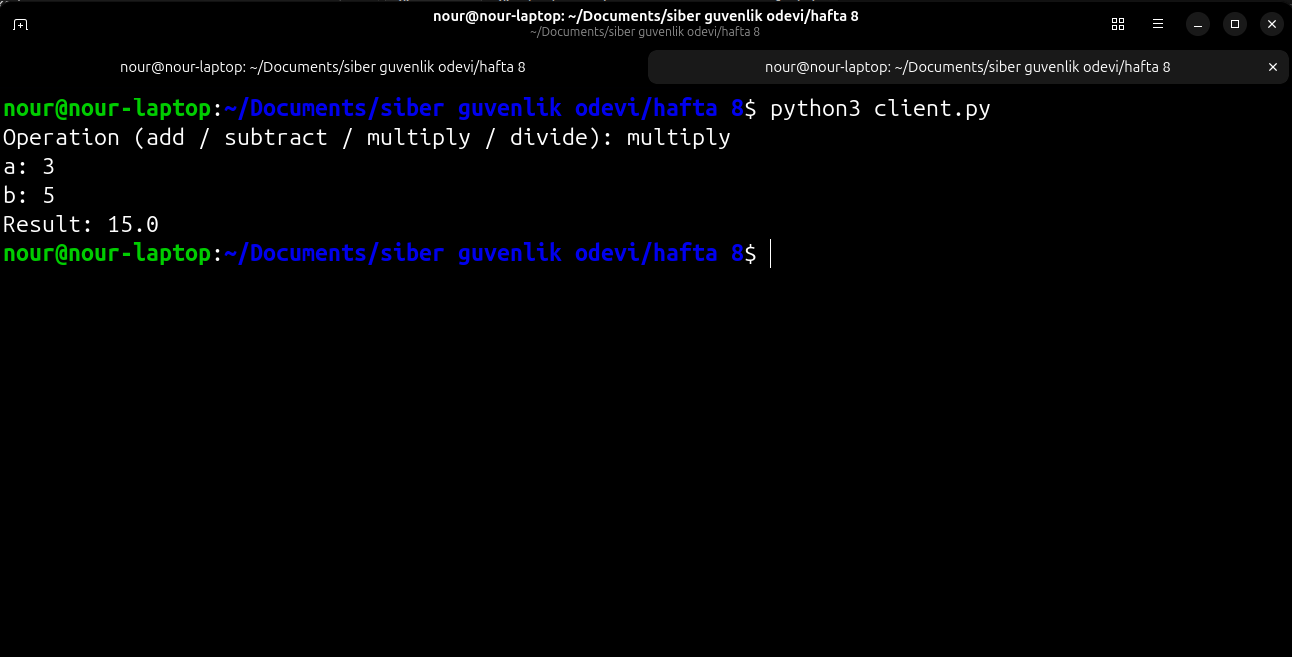 nour@nour-laptop: ~/Documents/siber guvenlik odevi/hafta 8
~/Documents/siber guvenlik odevi/hafta 8
nour@nour-laptop: ~/Documents/siber guvenlik odevi/hafta 8
nour@nour-laptop: ~/Documents/siber guvenlik odevi/hafta 8
nour@nour-laptop:~/Documents/siber guvenlik odevi/hafta 8$ python3 client.py
Operation (add / subtract / multiply / divide): multiply
a: 3
b: 5
Result: 15.0
nour@nour-laptop:~/Documents/siber guvenlik odevi/hafta 8$